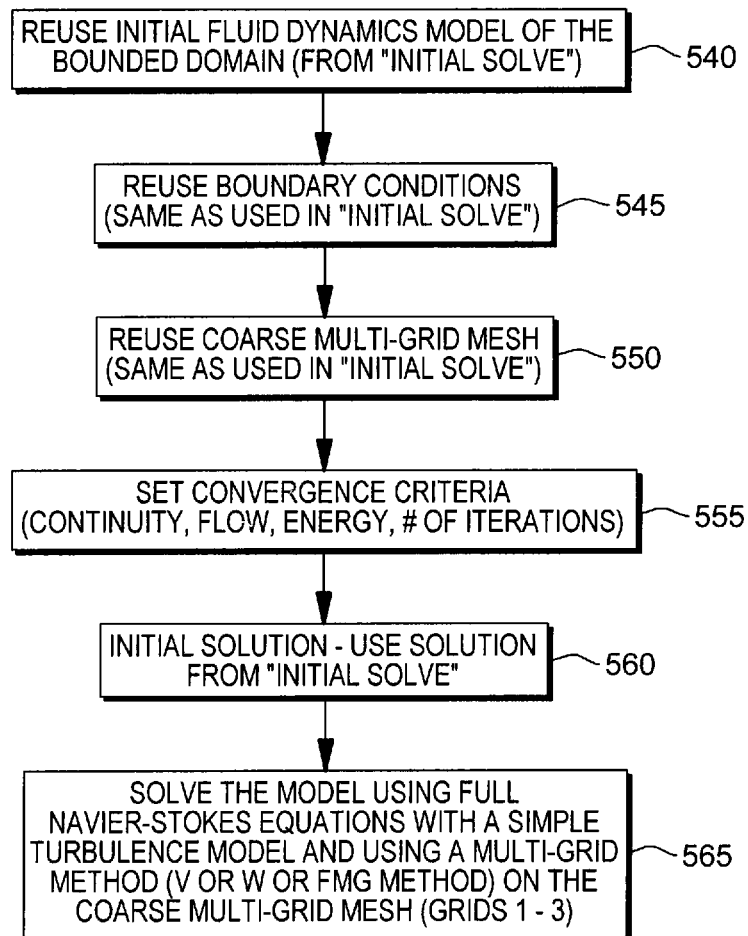 REUSE INITIAL FLUID DYNAMICS MODEL OF THE
BOUNDED DOMAIN (FROM "INITIAL SOLVE")
540
REUSE BOUNDARY CONDITIONS
(SAME AS USED IN "INITIAL SOLVE")
545
REUSE COARSE MULTI-GRID MESH
(SAME AS USED IN "INITIAL SOLVE")
550
SET CONVERGENCE CRITERIA
(CONTINUITY, FLOW, ENERGY, # OF ITERATIONS)
555
INITIAL SOLUTION - USE SOLUTION
FROM "INITIAL SOLVE"
560
SOLVE THE MODEL USING FULL
NAVIER-STOKES EQUATIONS WITH A SIMPLE
TURBULENCE MODEL AND USING A MULTI-GRID
METHOD (V OR W OR FMG METHOD) ON THE
COARSE MULTI-GRID MESH (GRIDS 1 - 3)
565